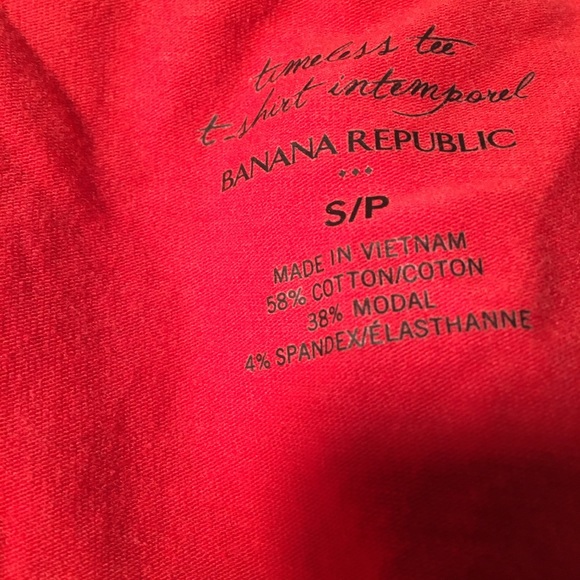 timeless tee
t-shirt intemporel
BANANA REPUBLIC
S/P
MADE IN VIETNAM
58% COTTON/COTON
38% MODAL
4% SPANDEX/ÉLASTHANNE